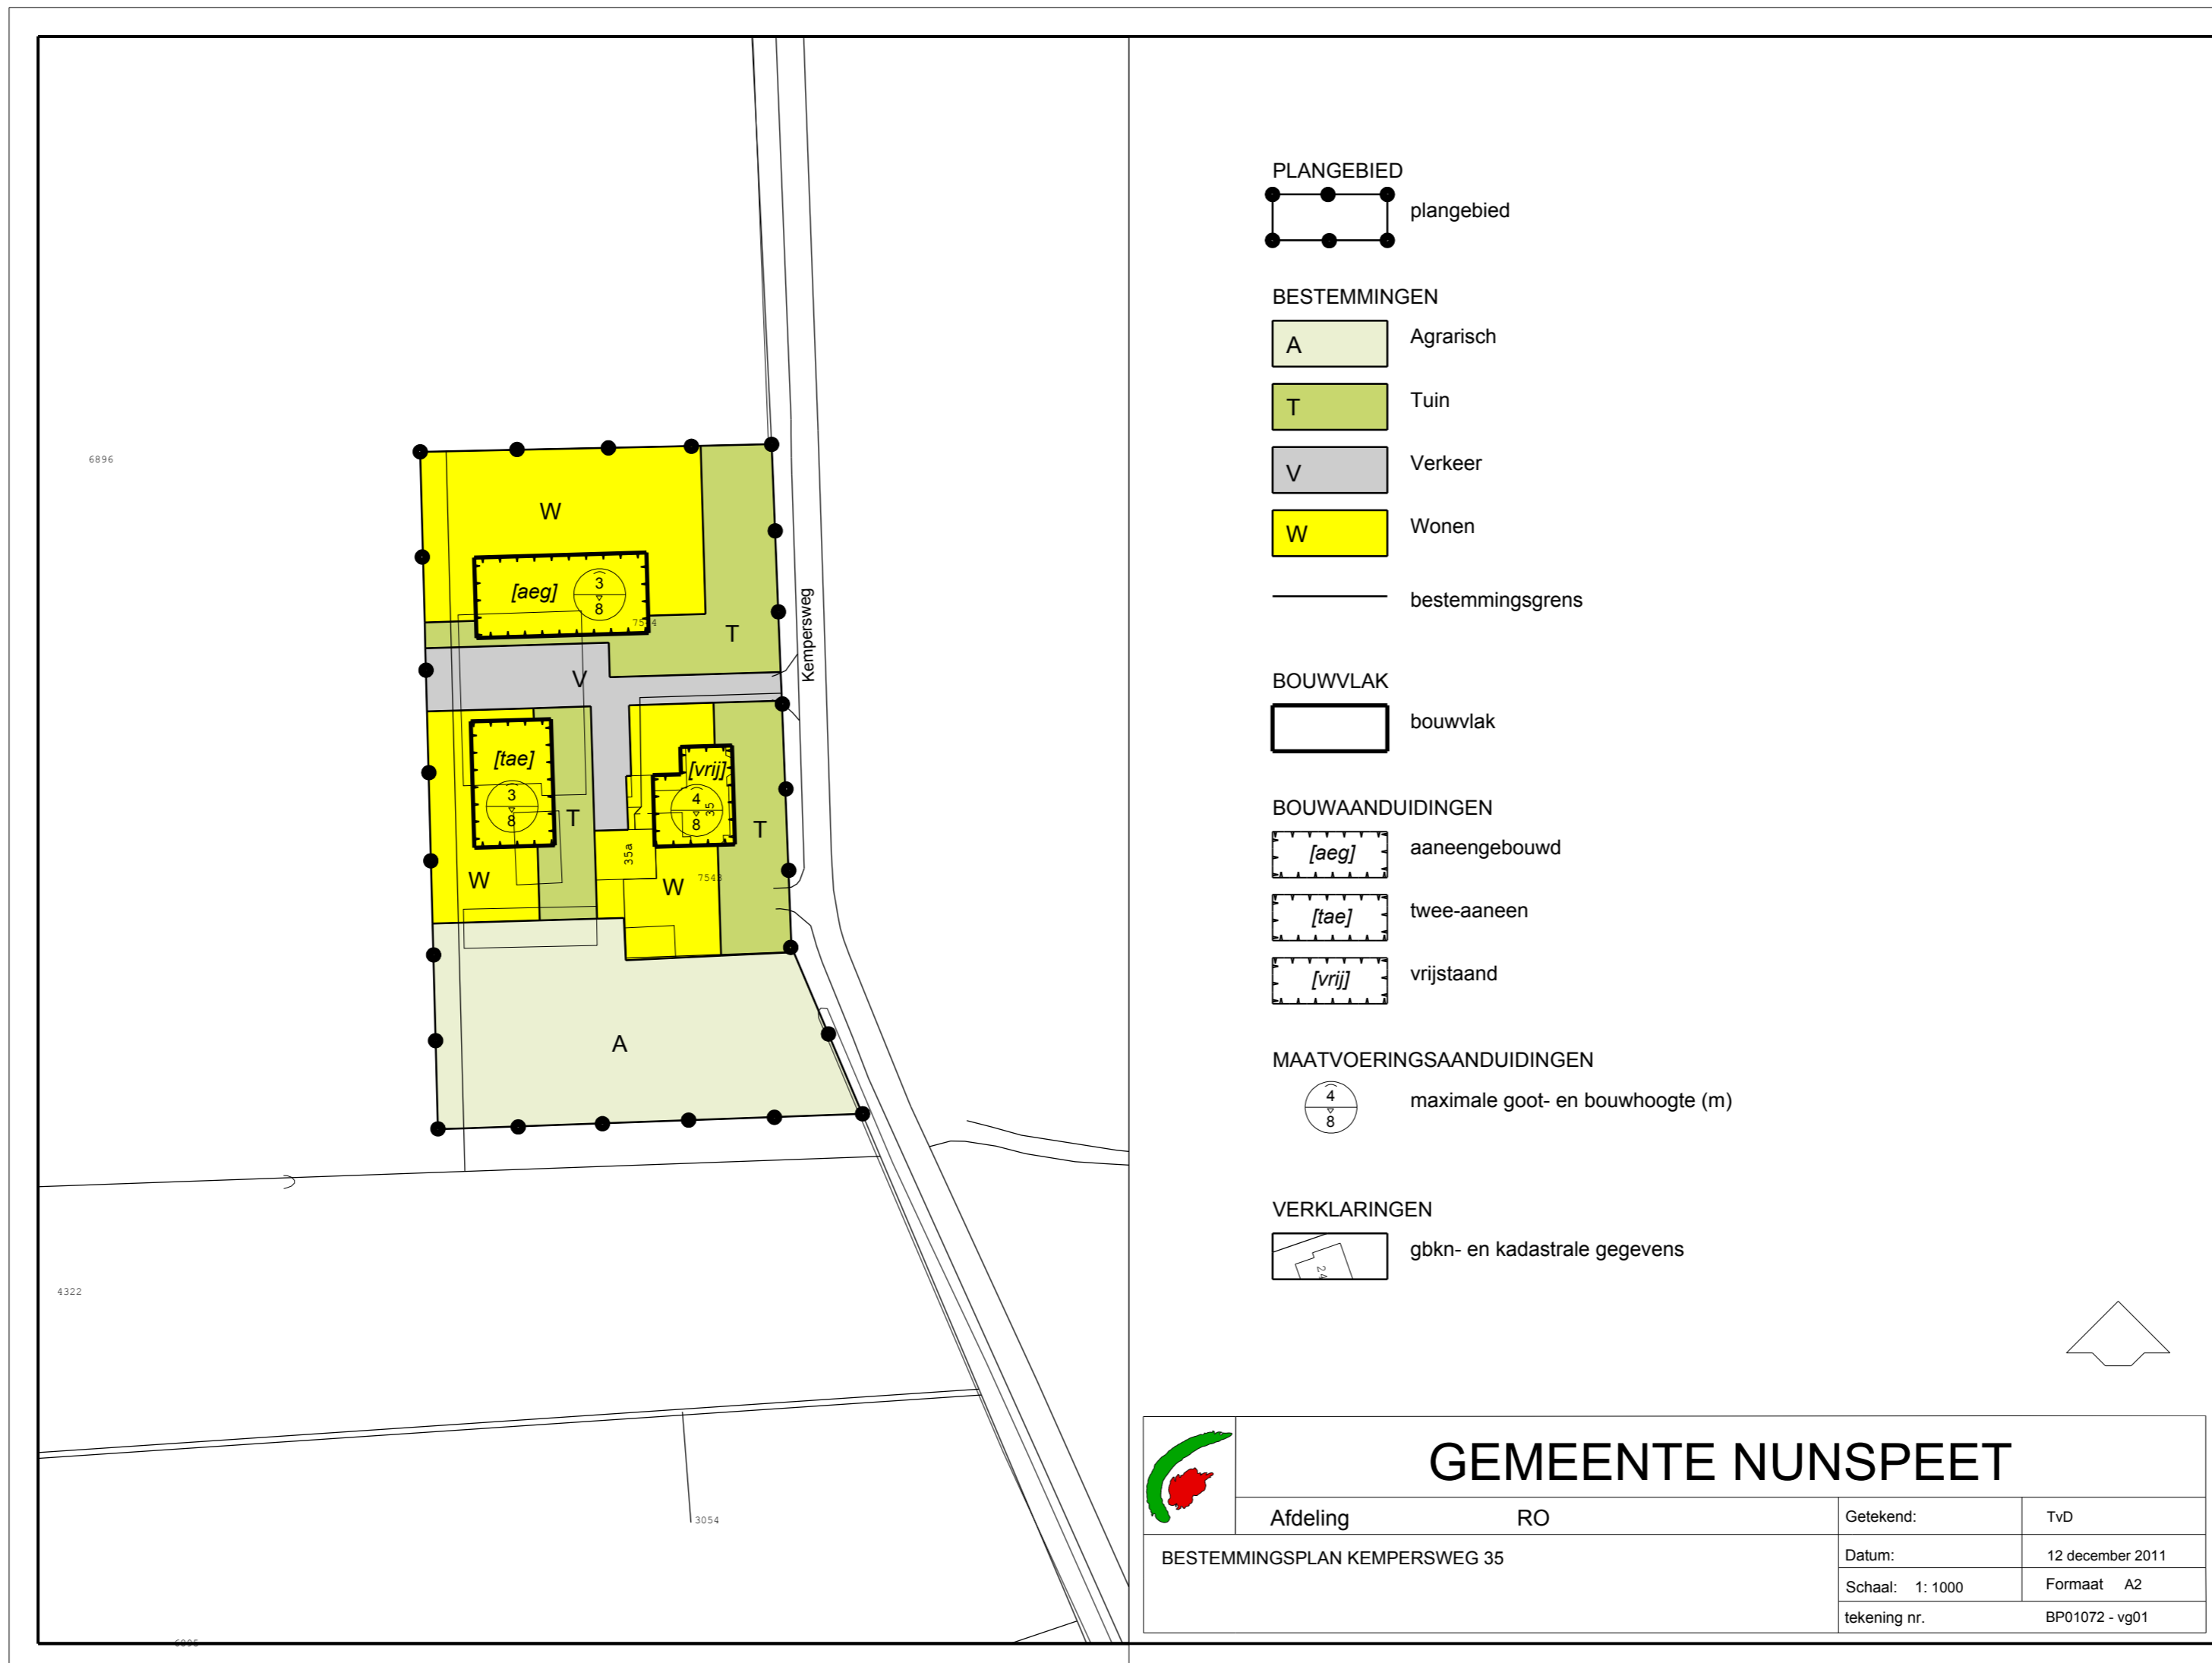 6896
W
[aeg]
3
8
T
V
Kempersweg
[tae]
3
8
T
W
[vrij]
4
8
35
T
35a
W
A
4322
3054
PLANGEBIED
plangebied
BESTEMMINGEN
A Agrarisch
T Tuin
V Verkeer
W Wonen
bestemmingsgrens
BOUWVLAK
bouwvlak
BOUWAANDUIDINGEN
[aeg] aaneengebouwd
[tae] twee-aaneen
[vrij] vrijstaand
MAATVOERINGSAANDUIDINGEN
4
8
maximale goot- en bouwhoogte (m)
VERKLARINGEN
24
gbkn- en kadastrale gegevens
GEMEENTE NUNSPEET
Afdeling RO
Getekend: TvD
BESTEMMINGSPLAN KEMPERSWEG 35
Datum: 12 december 2011
Schaal: 1: 1000 Formaat A2
tekening nr. BP01072 - vg01